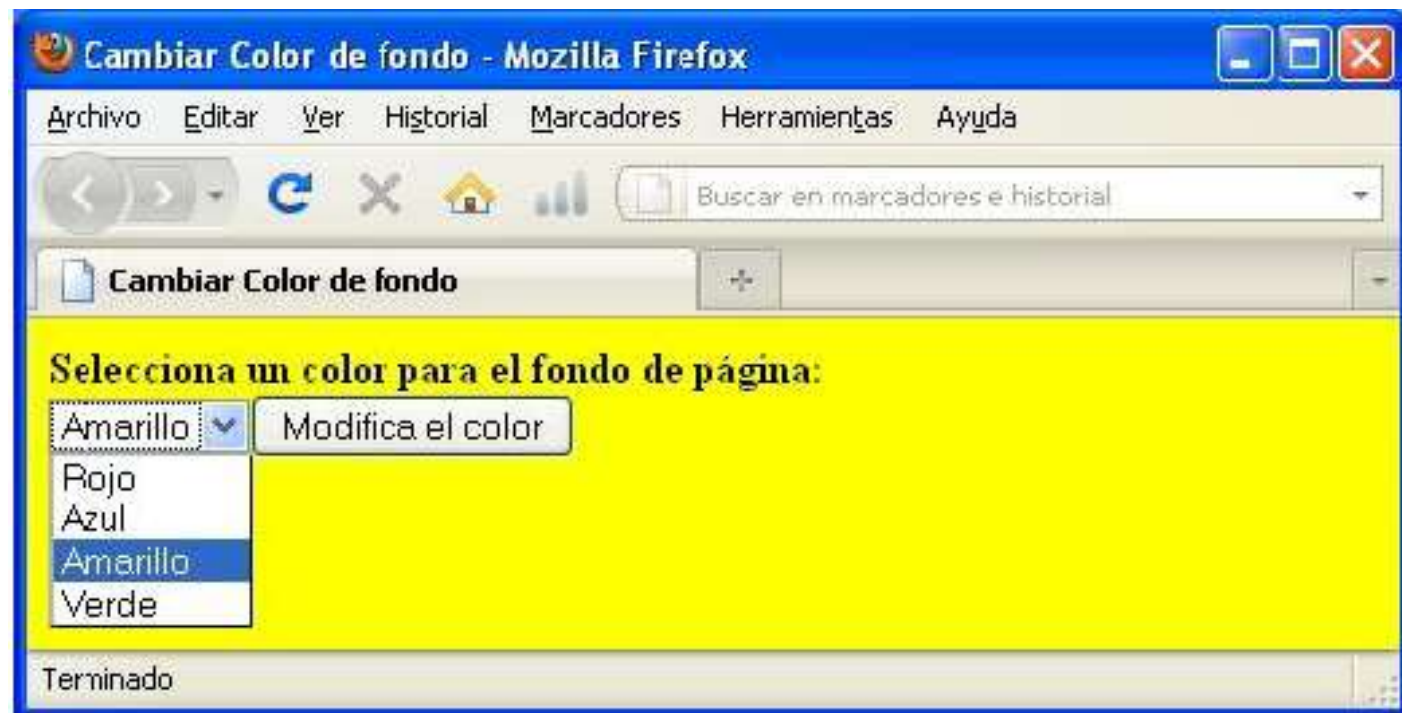 Cambiar Color de fondo - Mozilla Firefox
Archivo Editar Ver Historial Marcadores Herramientas Ayuda
Buscar en marcadores e historial
Cambiar Color de fondo
Selecciona un color para el fondo de página:
Amarillo Modifica el color
Rojo
Azul
Amarillo
Verde
Terminado